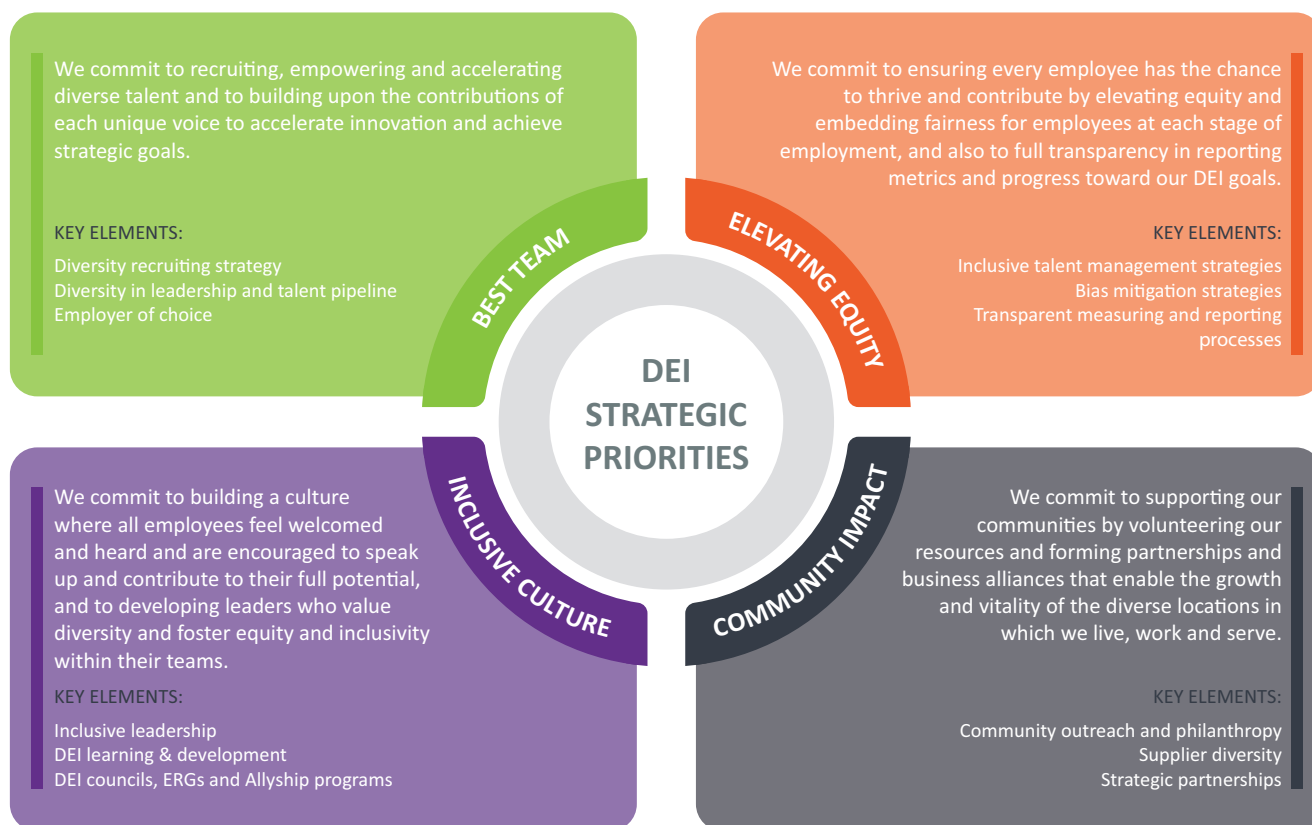 We commit to recruiting, empowering and accelerating
diverse talent and to building upon the contributions of
each unique voice to accelerate innovation and achieve
strategic goals.
KEY ELEMENTS:
Diversity recruiting strategy
Diversity in leadership and talent pipeline
Employer of choice
BEST TEAM
We commit to ensuring every employee has the chance
to thrive and contribute by elevating equity and
embedding fairness for employees at each stage of
employment, and also to full transparency in reporting
metrics and progress toward our DEI goals.
KEY ELEMENTS:
Inclusive talent management strategies
Bias mitigation strategies
Transparent measuring and reporting
processes
ELEVATING EQUITY
DEI
STRATEGIC
PRIORITIES
We commit to building a culture
where all employees feel welcomed
and heard and are encouraged to speak
up and contribute to their full potential,
and to developing leaders who value
diversity and foster equity and inclusivity
within their teams.
KEY ELEMENTS:
Inclusive leadership
DEI learning & development
DEI councils, ERGs and Allyship programs
INCLUSIVE CULTURE
We commit to supporting our
communities by volunteering our
resources and forming partnerships and
business alliances that enable the growth
and vitality of the diverse locations in
which we live, work and serve.
KEY ELEMENTS:
Community outreach and philanthropy
Supplier diversity
Strategic partnerships
COMMUNITY IMPACT